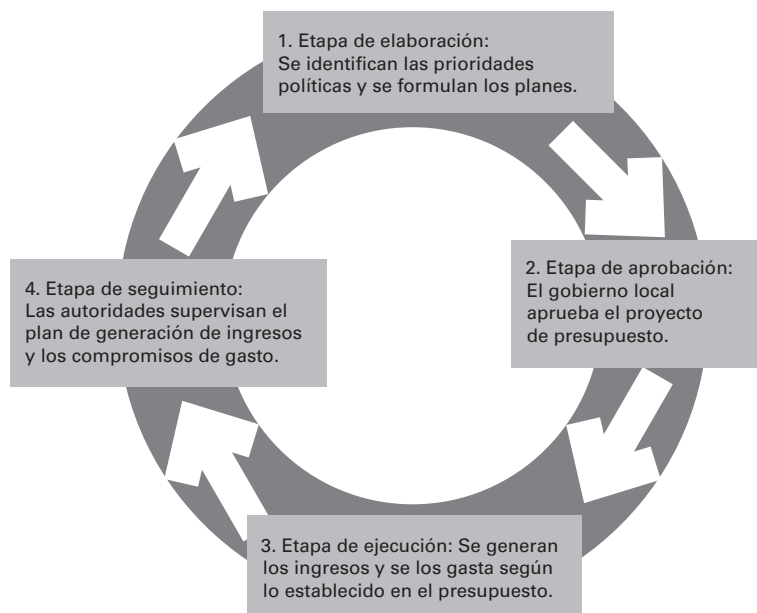 1. Etapa de elaboración:
Se identifican las prioridades
políticas y se formulan los planes.
2. Etapa de aprobación:
El gobierno local
aprueba el proyecto
de presupuesto.
3. Etapa de ejecución: Se generan
los ingresos y se los gasta según
lo establecido en el presupuesto.
4. Etapa de seguimiento:
Las autoridades supervisan el
plan de generación de ingresos
y los compromisos de gasto.